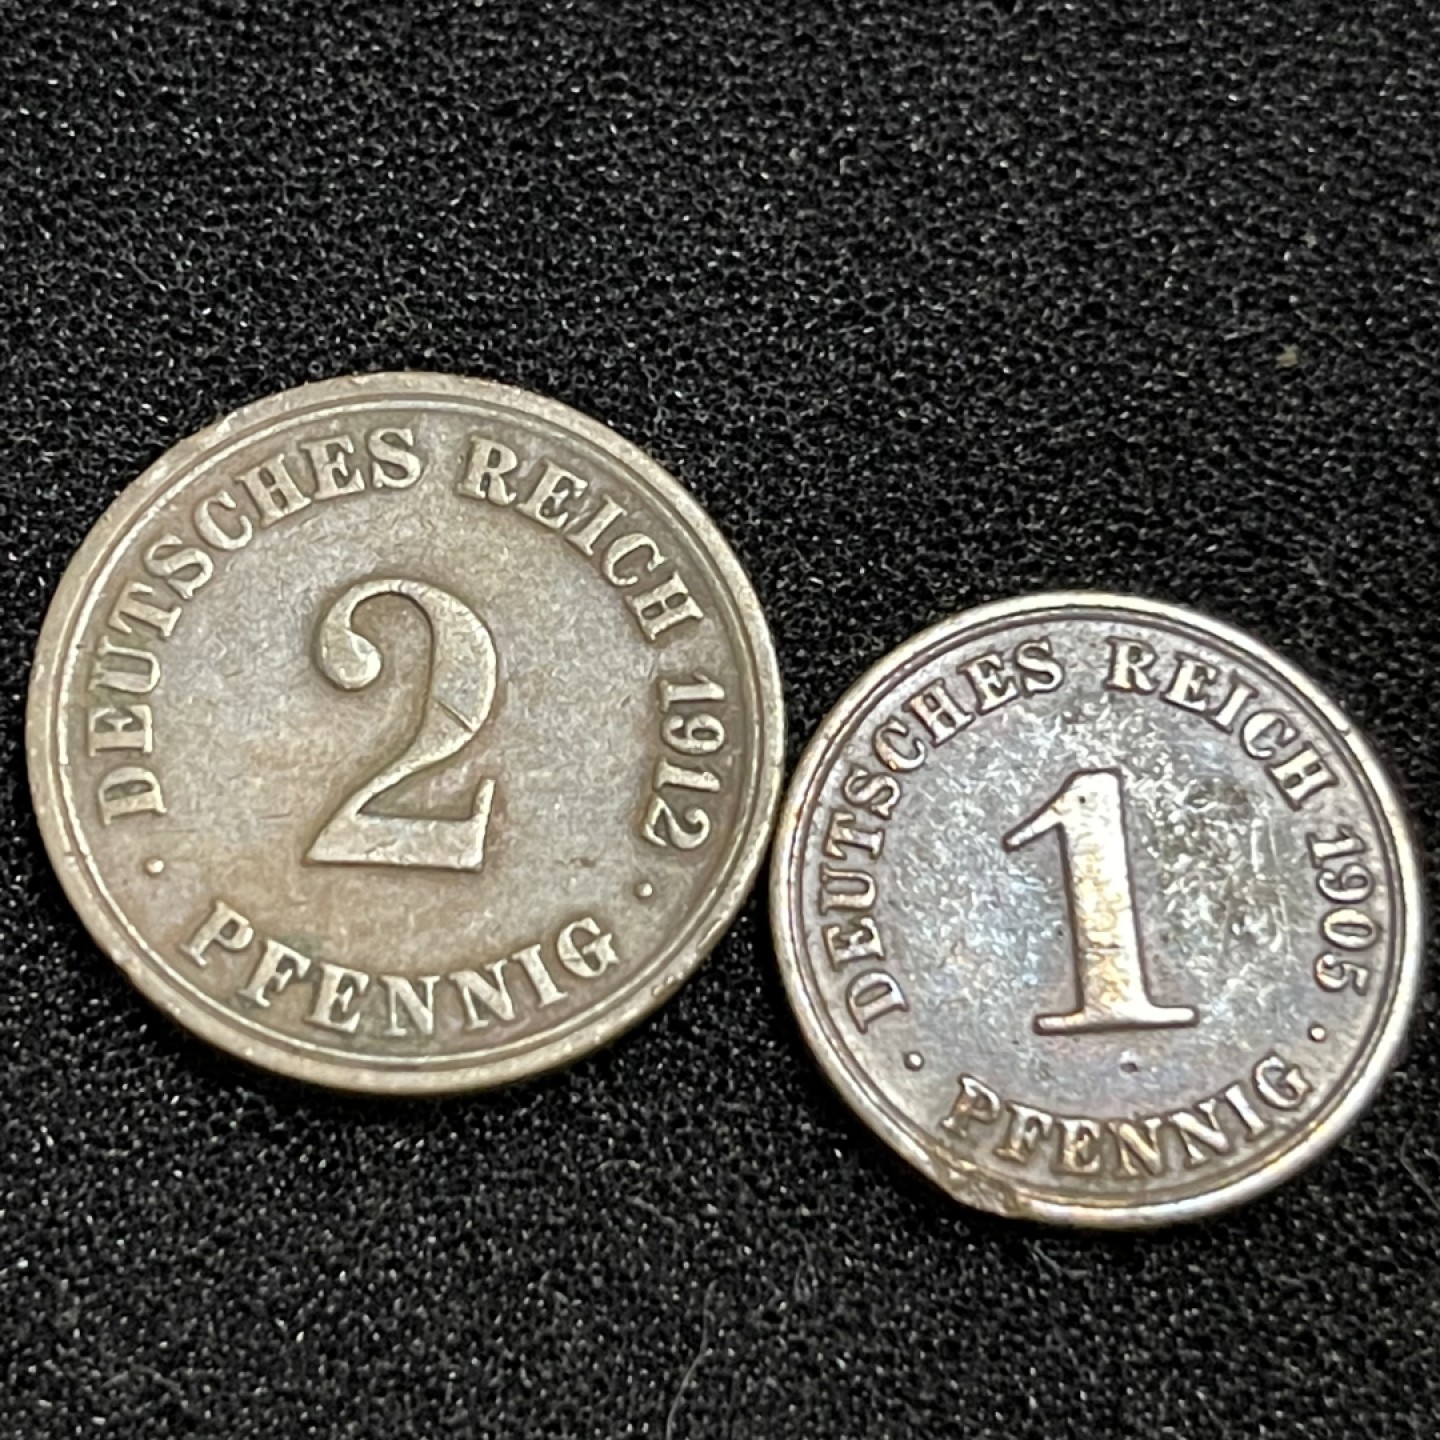 · DEUTSCHES REICH 1912 ·
2
PFENNIG
· DEUTSCHES REICH 1905 ·
1
PFENNIG